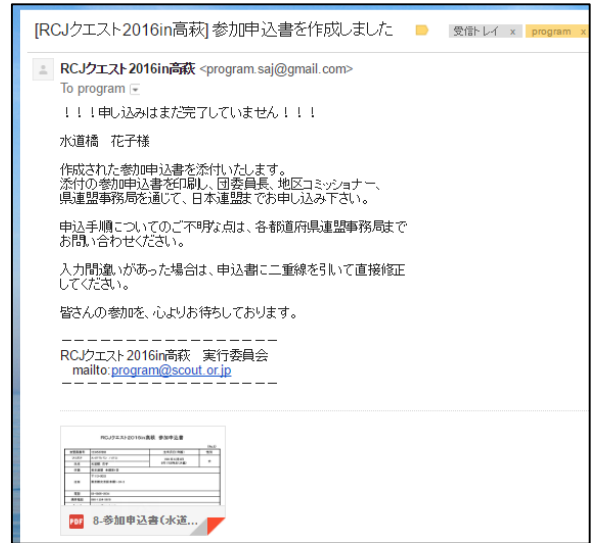 [RCJクエスト2016in高萩] 参加申込書を作成しました 受信トレイ x program x
RCJクエスト2016in高萩 <program.saj@gmail.com>
To program
！！！申し込みはまだ完了していません！！！
水道橋　花子様
作成された参加申込書を添付いたします。
添付の参加申込書を印刷し、団委員長、地区コミッショナー、
県連盟事務局を通じて、日本連盟までお申し込み下さい。
申込手順についてのご不明な点は、各都道府県連盟事務局まで
お問い合わせください。
入力間違いがあった場合は、申込書に二重線を引いて直接修正
してください。
皆さんの参加を、心よりお待ちしております。
－－－－－－－－－－－－－－－－－
RCJクエスト2016in高萩　実行委員会
mailto:program@scout.or.jp
－－－－－－－－－－－－－－－－－
RCJクエスト2016in高萩 参加申込書
PDF 8-参加申込書（水道...